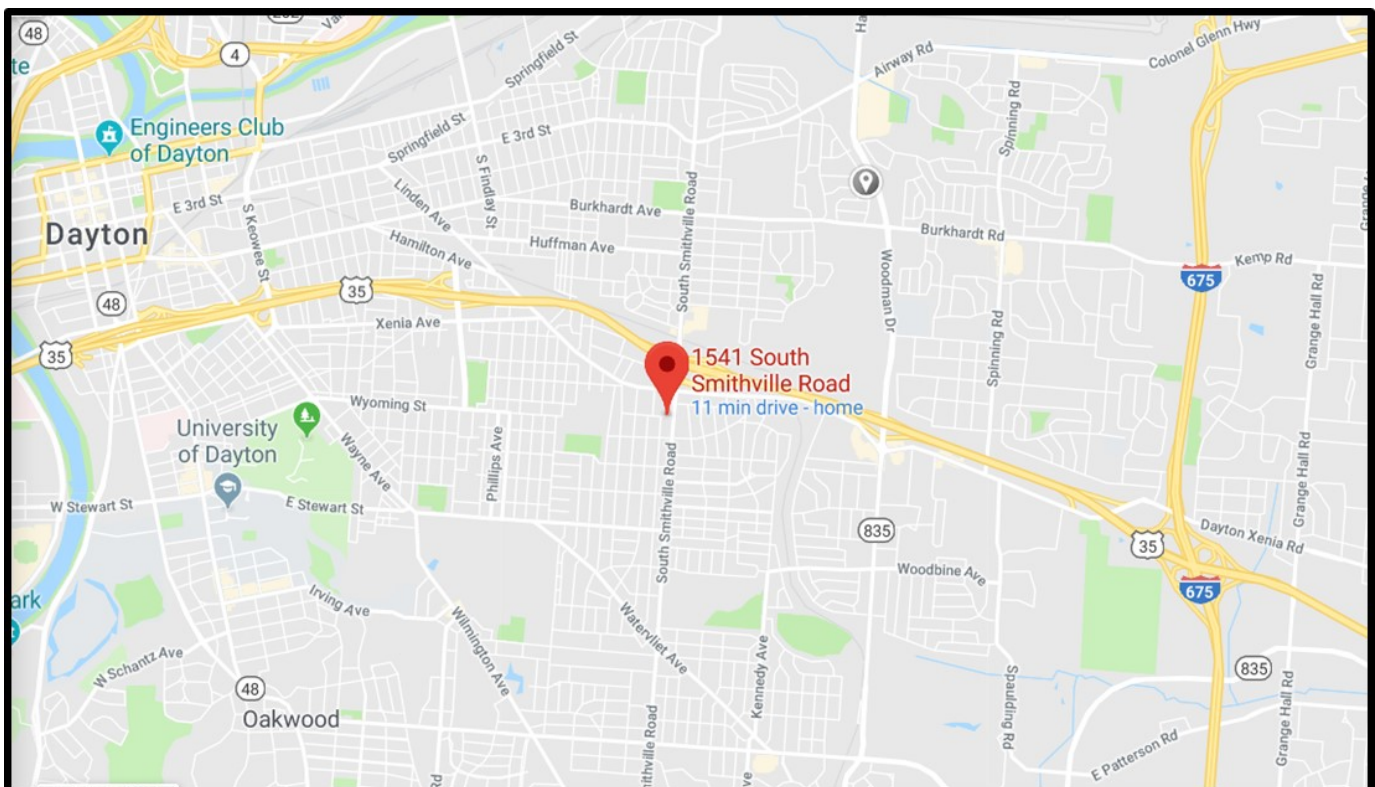 48
4
Springfield St
Airway Rd
Colonel Glenn Hwy
Engineers Club
of Dayton
Springfield St
E 3rd St
S Findlay St
Spinning Rd
Linden Ave
South Smithville Road
E 3rd St
S Keowee St
Burkhardt Ave
Burkhardt Rd
Dayton
Hamilton Ave
Huffman Ave
Kemp Rd
675
Woodman Dr
48
35
Xenia Ave
35
Spinning Rd
Grange Hall Rd
1541 South
Smithville Road
11 min drive - home
Wyoming St
University
of Dayton
Wayne Ave
Phillips Ave
South Smithville Road
Grange Hall Rd
W Stewart St
E Stewart St
835
35
Dayton Xenia Rd
Woodbine Ave
675
Irving Ave
Wilmington Ave
Watervliet Ave
Kennedy Ave
W Schantz Ave
48
Oakwood
Spaulding Rd
835
Grange Hall Rd
E Patterson Rd